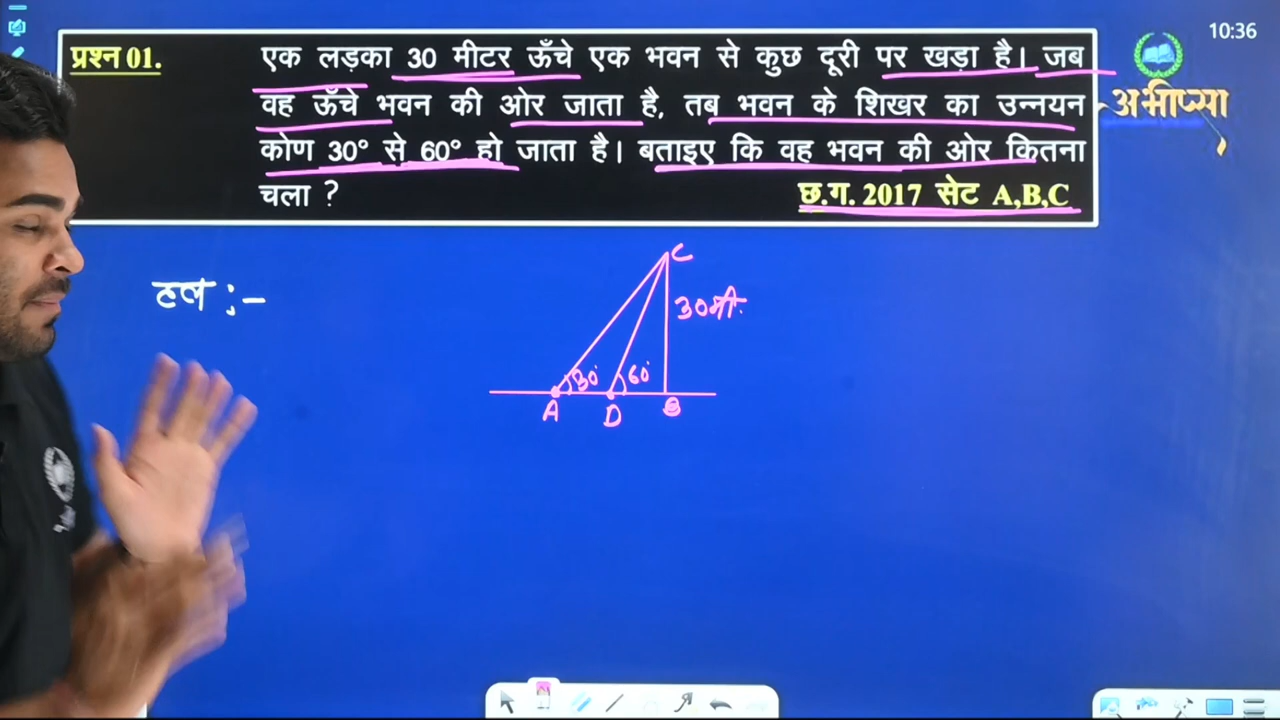 10:36
प्रश्न 01. एक लड़का 30 मीटर ऊँचे एक भवन से कुछ दूरी पर खड़ा है। जब
वह ऊँचे भवन की ओर जाता है, तब भवन के शिखर का उन्नयन
कोण 30° से 60° हो जाता है। बताइए कि वह भवन की ओर कितना
चला ?
छ.ग. 2017 सेट A,B,C
अभीप्सा
हल :-
C
30मी.
30°
60°
A
D
B